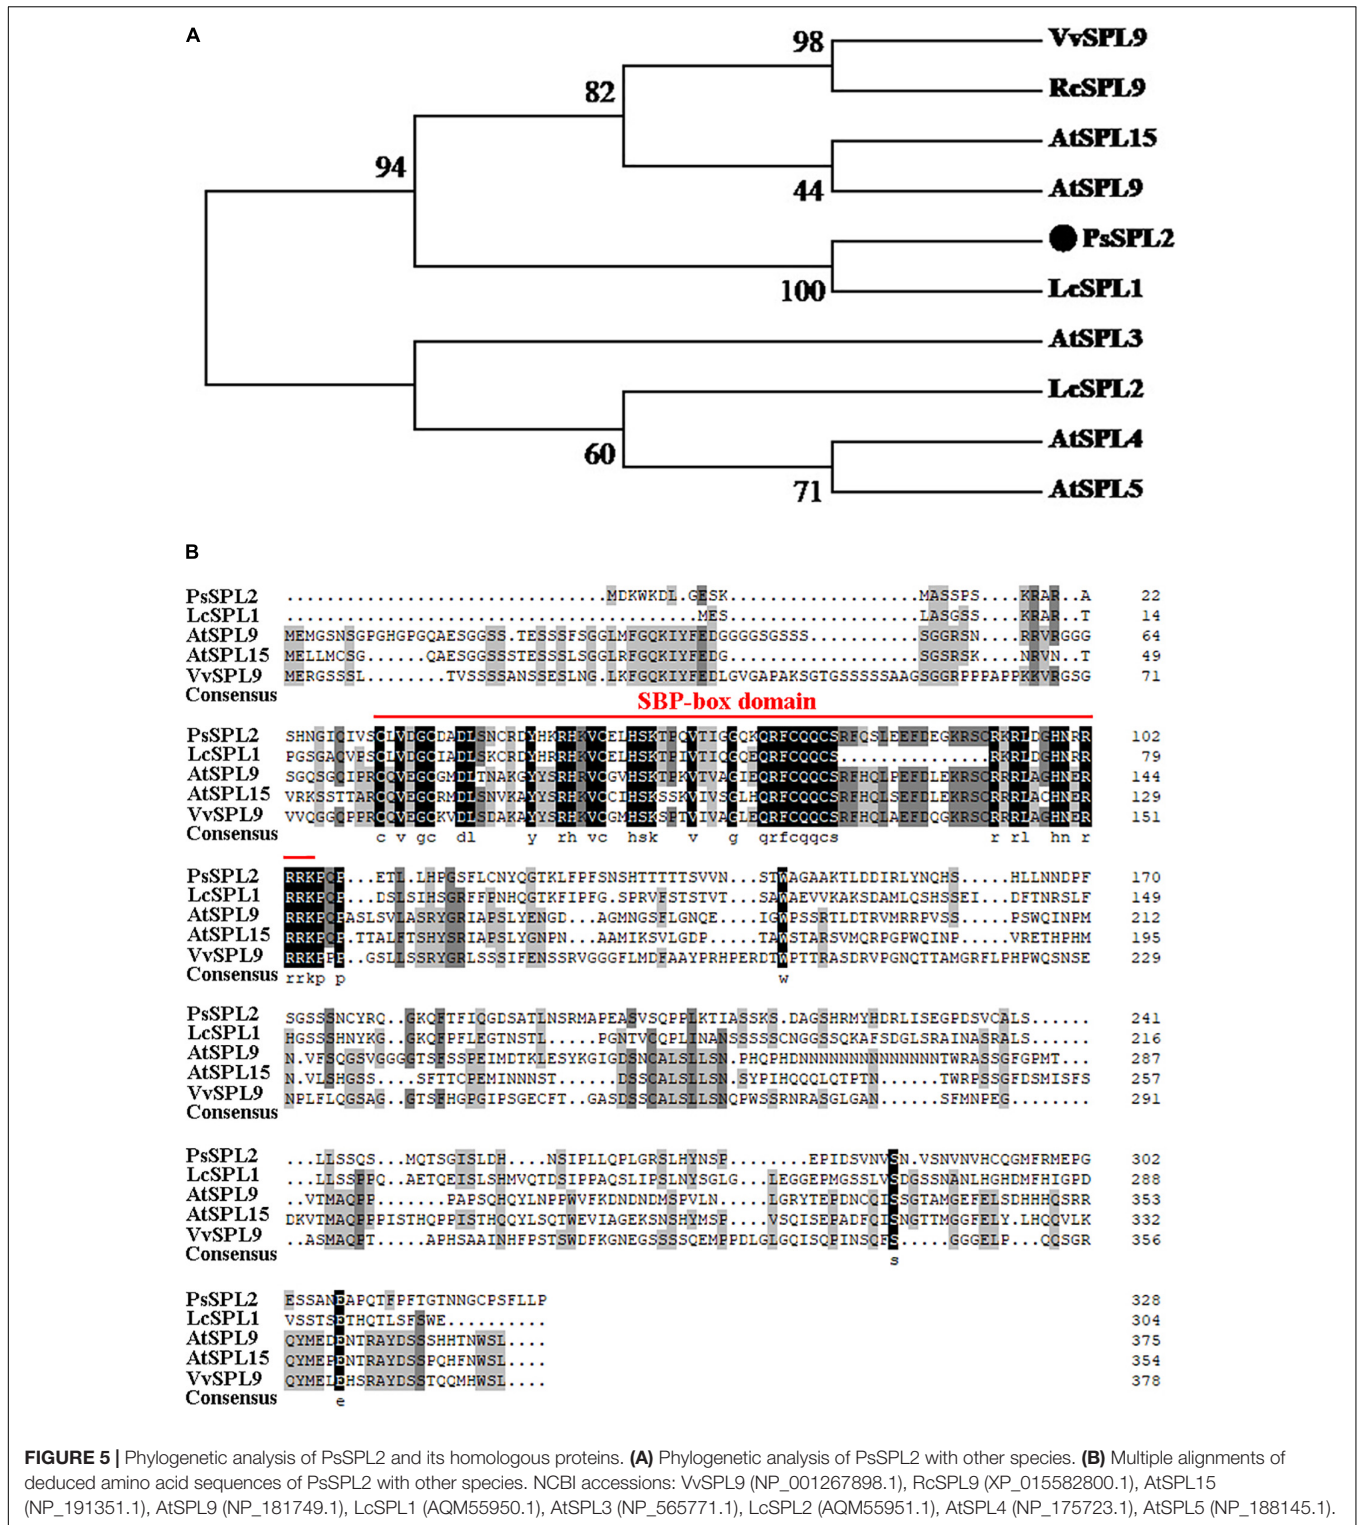 A
98
VvSPL9
RcSPL9
82
AtSPL15
94
44
AtSPL9
PsSPL2
100
LcSPL1
AtSPL3
LcSPL2
60
AtSPL4
71
AtSPL5
B
PsSPL2 ................................MDKWKDL.GESK...................MASSPS....KRAR..A 22
LcSPL1 .........................................MES..................LASGSS....KRAR..T 14
AtSPL9 MEMGSNSGPGHGPGQAESGGSS.TESSSFSGGLMFGQKIYFEDGGGGSGSSS...........SGGRSN....RRVRGGG 64
AtSPL15 MELLMCSG......QAESGGSSSTESSSLSGGLRFGQKIYFEDG...................SGSRSK....NRVN..T 49
VvSPL9 MERGSSSL........TVSSSSANSSESLNG.LKFGQKIYFEDLGVGAPAKSGTGSSSSSAAGSGGRPPPAPPKKVRGSG 71
Consensus
SBP-box domain
PsSPL2 SHNGIQIVSCLVDGCDADLSNCRDYHKRHKVCELHSKTPQVTIGGQKQRFCQQCSRFQSLEEFDEGKRSCRKRLDGHNRR 102
LcSPL1 PGSGAQVPSCLVDGCIADLSKCRDYHRRHKVCELHSKTPIVTIQGQEQRFCQQCS...............RKRLDGHNRR 79
AtSPL9 SGQSGQIPRCQVEGCGMDLTNAKGYYSRHRVCGVHSKTPKVTVAGIEQRFCQQCSRFHQLPEFDLEKRSCRRRLAGHNER 144
AtSPL15 VRKSSTTARCQVEGCRMDLSNVKAYYSRHKVCCIHSKSSKVIVSGLHQRFCQQCSRFHQLSEFDLEKRSCRRRLACHNER 129
VvSPL9 VVQGGQPPRCQVEGCKVDLSDAKAYYSRHKVCGMHSKSPTVIVAGLEQRFCQQCSRFHQLAEFDQGKRSCRRRLAGHNER 151
Consensus c v gc dl y rh vc hsk v g qrfcqqcs r rl hn r
PsSPL2 RRKPQP...ETL.LHPGSFLCNYQGTKLFPFSNSHTTTTTSVVN...STWAGAAKTLDDIRLYNQHS.....HLLNNDPF 170
LcSPL1 RRKPQP...DSLSIHSGRFFPNHQGTKFIPFG.SPRVFSTSTVT...SAWAEVVKAKSDAMLQSHSSEI...DFTNRSLF 149
AtSPL9 RRKPQPASLSVLASRYGRIAPSLYENGD...AGMNGSFLGNQE....IGWPSSRTLDTRVMRRPVSS.....PSWQINPM 212
AtSPL15 RRKPQP.TTALFTSHYSRIAPSLYGNPN...AAMIKSVLGDP.....TAWSTARSVMQRPGPWQINP.....VRETHPHM 195
VvSPL9 RRKPPP...GSLLSSRYGRLSSSIFENSSRVGGGFLMDFAAYPRHPERDTWPTTRASDRVPGNQTTAMGRFLPHPWQSNSE 229
Consensus rrkp p w
PsSPL2 SGSSSNCYRQ..GKQFTFIQGDSATLNSRMAPEASVSQPPLKTIASSKS.DAGSHRMYHDRLISEGPDSVCALS...... 241
LcSPL1 HGSSSHNYKG..GKQFPFLEGTNSTL....PGNTVCQPLINANSSSSSCNGSSQKAFSDGLSRAINASRALS...... 216
AtSPL9 N.VFSQGSVGGGGTSFSSPEIMDTKLESYKGIGDSNCALSLLSN.PHQPHDNNNNNNNNNNNNTWRASSGFGPMT... 287
AtSPL15 N.VLSHGSS....SFTTCPEMINNNST.....DSSCALSLLSN.SYPIHQQQLQTPTN.....TWRPSSGFDSMISFS 257
VvSPL9 NPLFLQGSAG..GTSFHGPGIPSGECFT..GASDSSCALSLLSNQPWSSRNRASGLGAN.....SFMNPEG....... 291
Consensus
PsSPL2 ...LLSSQS...MQTSGISLDH...NSIPLLQPLGRSLHYNSP........EPIDSVNVSN.VSNVNVHCQGMFRMEPG 302
LcSPL1 ...LLSSPPQ..AETQEISLSHMVQTDSIPPAQSLIPSLNYSGLG...LEGGEPMGSSLVSDGSSNANLHGHDMFHIGPD 288
AtSPL9 ..VTMAQPP......PAPSQHQYLNPPWVFKDNDNDMSPVLN....LGRYTEPDNCQISSGTAMGEFELSDHHHQSRR 353
AtSPL15 DKVTMAQPPPISTHQPPISTHQQYLSQTWEVIAGEKSNSHYMSP...VSQISEPADFQISNGTTMGGFELY.LHQQVLK 332
VvSPL9 ..ASMAQPT.....APHSAAINHFPSTSWDFKGNEGSSSSQEMPPDLGLGQISQPINSQFS.....GGGELP...QQSGR 356
Consensus s
PsSPL2 ESSANEAPQTFPFTGTNNGCPSFLLP 328
LcSPL1 VSSTSETHQTLSFSWE.......... 304
AtSPL9 QYMEDENTRAYDSSSHHTNWSL.... 375
AtSPL15 QYMEPENTRAYDSSPQHFNWSL.... 354
VvSPL9 QYMELEHSRAYDSSTQQMHWSL.... 378
Consensus e
FIGURE 5 | Phylogenetic analysis of PsSPL2 and its homologous proteins. (A) Phylogenetic analysis of PsSPL2 with other species. (B) Multiple alignments of
deduced amino acid sequences of PsSPL2 with other species. NCBI accessions: VvSPL9 (NP_001267898.1), RcSPL9 (XP_015582800.1), AtSPL15
(NP_191351.1), AtSPL9 (NP_181749.1), LcSPL1 (AQM55950.1), AtSPL3 (NP_565771.1), LcSPL2 (AQM55951.1), AtSPL4 (NP_175723.1), AtSPL5 (NP_188145.1).